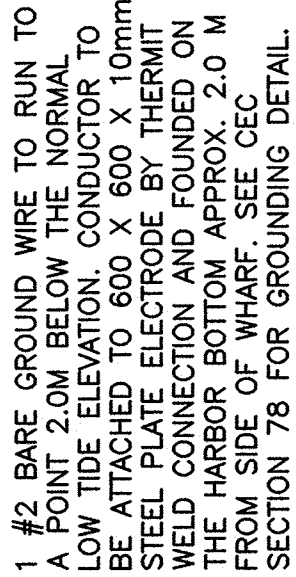 1 #2 BARE GROUND WIRE TO RUN TO
A POINT 2.0M BELOW THE NORMAL
LOW TIDE ELEVATION. CONDUCTOR TO
BE ATTACHED TO 600 X 600 X 10mm
STEEL PLATE ELECTRODE BY THERMIT
WELD CONNECTION AND FOUNDED ON
THE HARBOR BOTTOM APPROX. 2.0 M
FROM SIDE OF WHARF. SEE CEC
SECTION 78 FOR GROUNDING DETAIL.